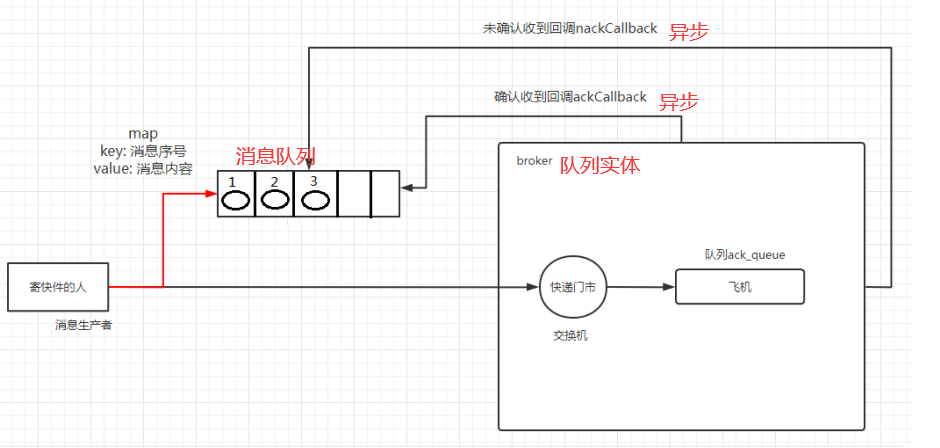 未确认收到回调nackCallback 异步
确认收到回调ackCallback 异步
map
key: 消息序号
value: 消息内容
消息队列
1 2 3
broker 队列实体
队列ack_queue
寄快件的人
快递门市
飞机
消息生产者
交换机